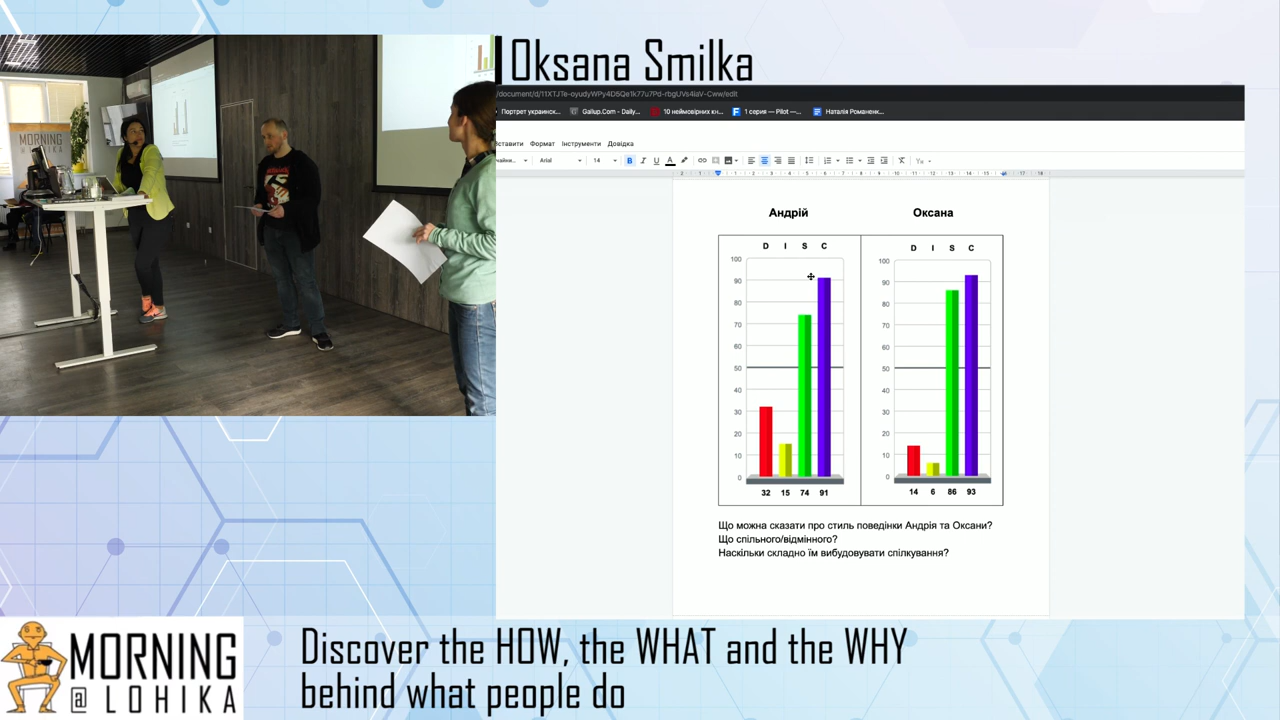 Oksana Smilka
/document/d/11XTJTe-oyudyWPy4D5Qe1k77u7Pd-rbgUVs4iaV-Cww/edit
Портрет украинск... Gallup.Com - Daily... 10 неймовірних кн... 1 серия — Pilot —... Наталія Романенк...
Вставити Формат Інструменти Довідка
Arial 14
Андрій Оксана
D I S C D I S C
100 100
90 90
80 80
70 70
60 60
50 50
40 40
30 30
20 20
10 10
0 0
32 15 74 91 14 6 86 93
Що можна сказати про стиль поведінки Андрія та Оксани?
Що спільного/відмінного?
Наскільки складно їм вибудовувати спілкування?
MORNING
@ LOHIKA
MORNING
@ LOHIKA
Discover the HOW, the WHAT and the WHY
behind what people do